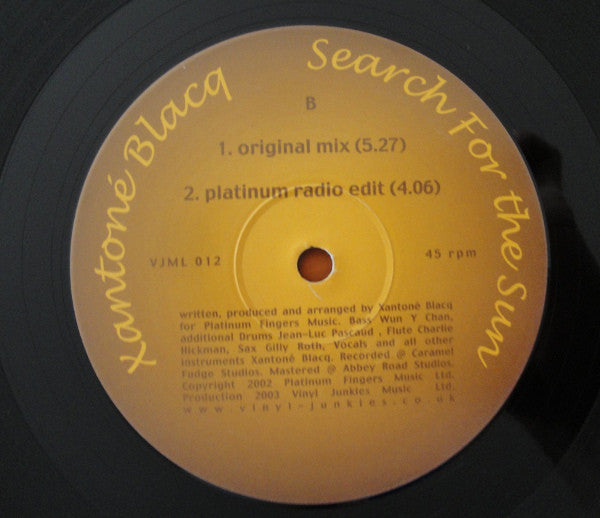 Xantoné Blacq
Search For the Sun
B
1. original mix (5.27)
2. platinum radio edit (4.06)
VJML 012
45 rpm
written, produced and arranged by Xantoné Blacq
for Platinum Fingers Music. Bass Wun Y Chan,
additional Drums Jean-Luc Pascaud , Flute Charlie
Hickman, Sax Gilly Roth, Vocals and all other
instruments Xantoné Blacq. Recorded @ Caramel
Fudge Studios. Mastered @ Abbey Road Studios.
Copyright 2002 Platinum Fingers Music Ltd.
Production 2003 Vinyl Junkies Music Ltd.
www.vinyl-junkies.co.uk